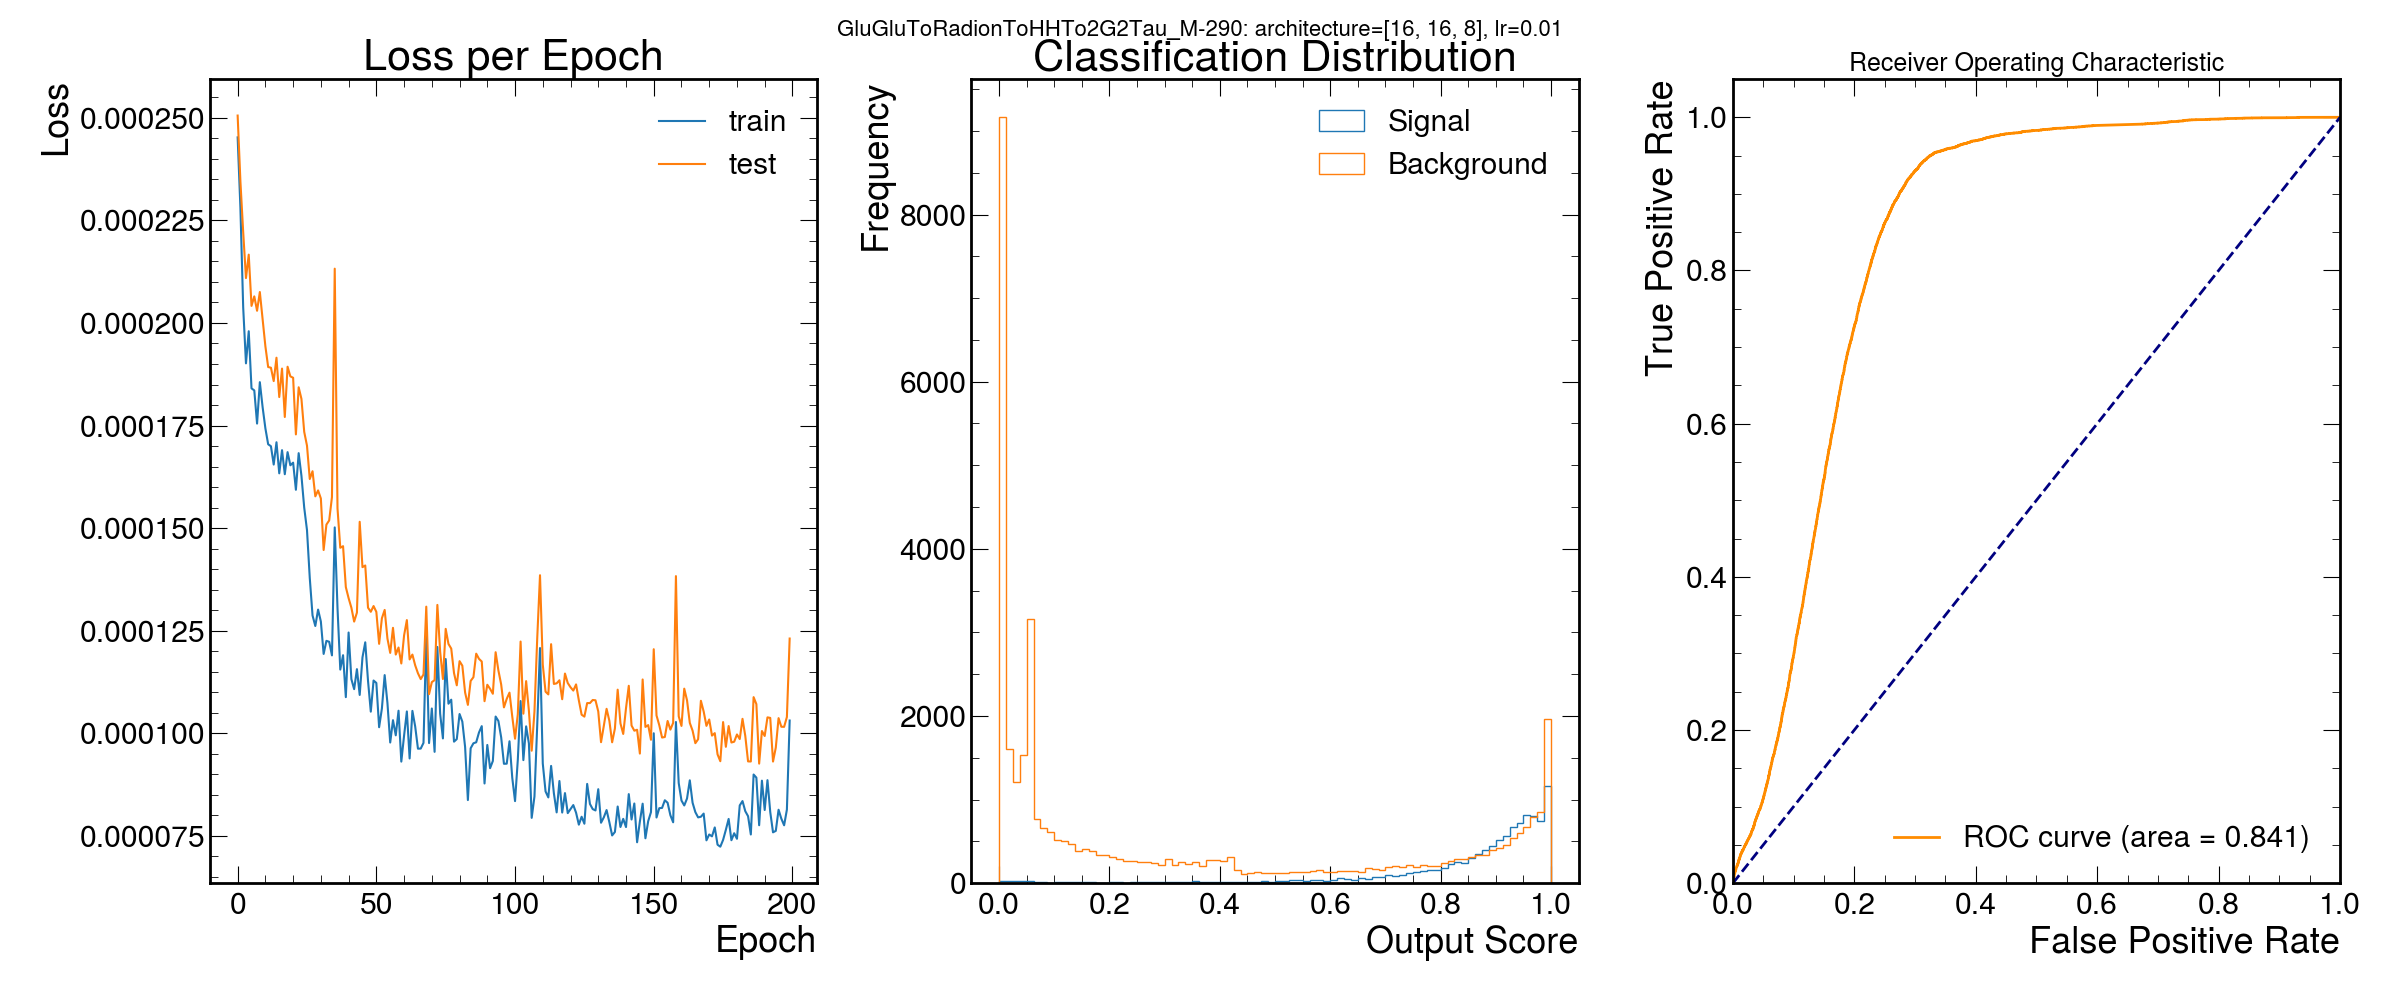 GluGluToRadionToHHTo2G2Tau_M-290: architecture=[16, 16, 8], lr=0.01
Loss per Epoch
Loss
0.000250
0.000225
0.000200
0.000175
0.000150
0.000125
0.000100
0.000075
0 50 100 150 200
Epoch
train
test
Classification Distribution
Frequency
8000
6000
4000
2000
0
0.0 0.2 0.4 0.6 0.8 1.0
Output Score
Signal
Background
Receiver Operating Characteristic
True Positive Rate
1.0
0.8
0.6
0.4
0.2
0.0
0.0 0.2 0.4 0.6 0.8 1.0
False Positive Rate
ROC curve (area = 0.841)